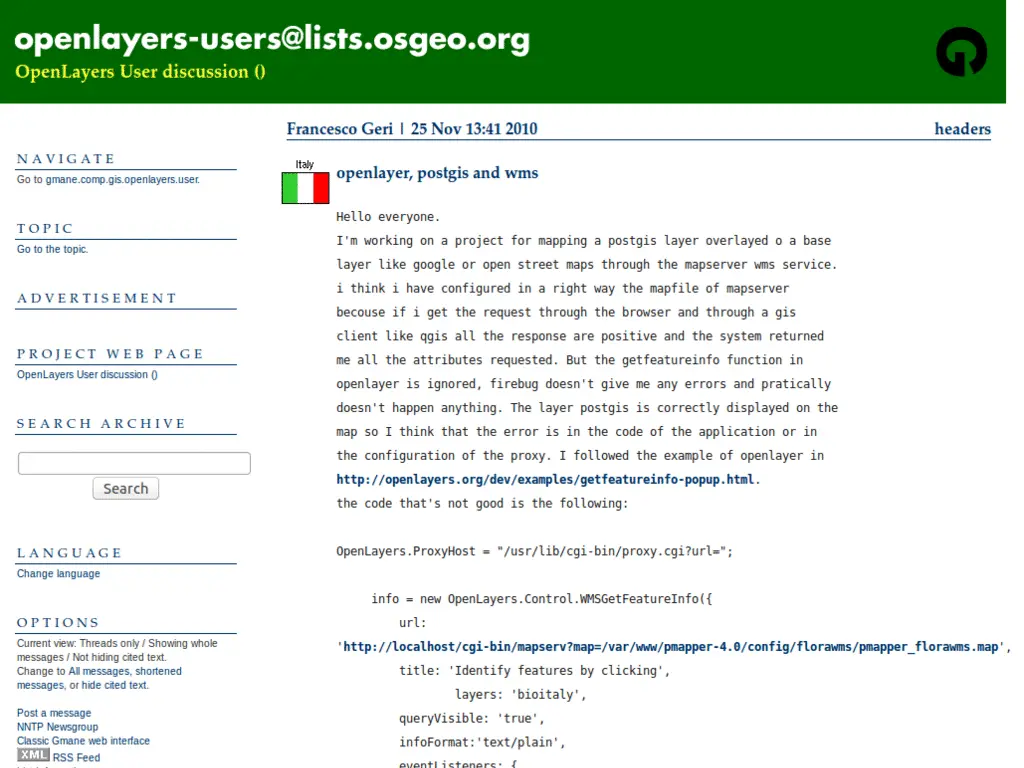 openlayers-users@lists.osgeo.org
OpenLayers User discussion ()
Francesco Geri | 25 Nov 13:41 2010
headers
NAVIGATE
Go to gmane.comp.gis.openlayers.user.
TOPIC
Go to the topic.
ADVERTISEMENT
PROJECT WEB PAGE
OpenLayers User discussion ()
SEARCH ARCHIVE
Search
LANGUAGE
Change language
OPTIONS
Current view: Threads only / Showing whole
messages / Not hiding cited text.
Change to All messages, shortened
messages, or hide cited text.
Post a message
NNTP Newsgroup
Classic Gmane web interface
XML RSS Feed
Italy
openlayer, postgis and wms
Hello everyone.
I'm working on a project for mapping a postgis layer overlayed o a base
layer like google or open street maps through the mapserver wms service.
i think i have configured in a right way the mapfile of mapserver
becouse if i get the request through the browser and through a gis
client like qgis all the response are positive and the system returned
me all the attributes requested. But the getfeatureinfo function in
openlayer is ignored, firebug doesn't give me any errors and pratically
doesn't happen anything. The layer postgis is correctly displayed on the
map so I think that the error is in the code of the application or in
the configuration of the proxy. I followed the example of openlayer in
http://openlayers.org/dev/examples/getfeatureinfo-popup.html.
the code that's not good is the following:
OpenLayers.ProxyHost = "/usr/lib/cgi-bin/proxy.cgi?url=";
info = new OpenLayers.Control.WMSGetFeatureInfo({
url:
'http://localhost/cgi-bin/mapserv?map=/var/www/pmapper-4.0/config/florawms/pmapper_florawms.map',
title: 'Identify features by clicking',
layers: 'bioitaly',
queryVisible: 'true',
infoFormat:'text/plain',
eventListeners: {